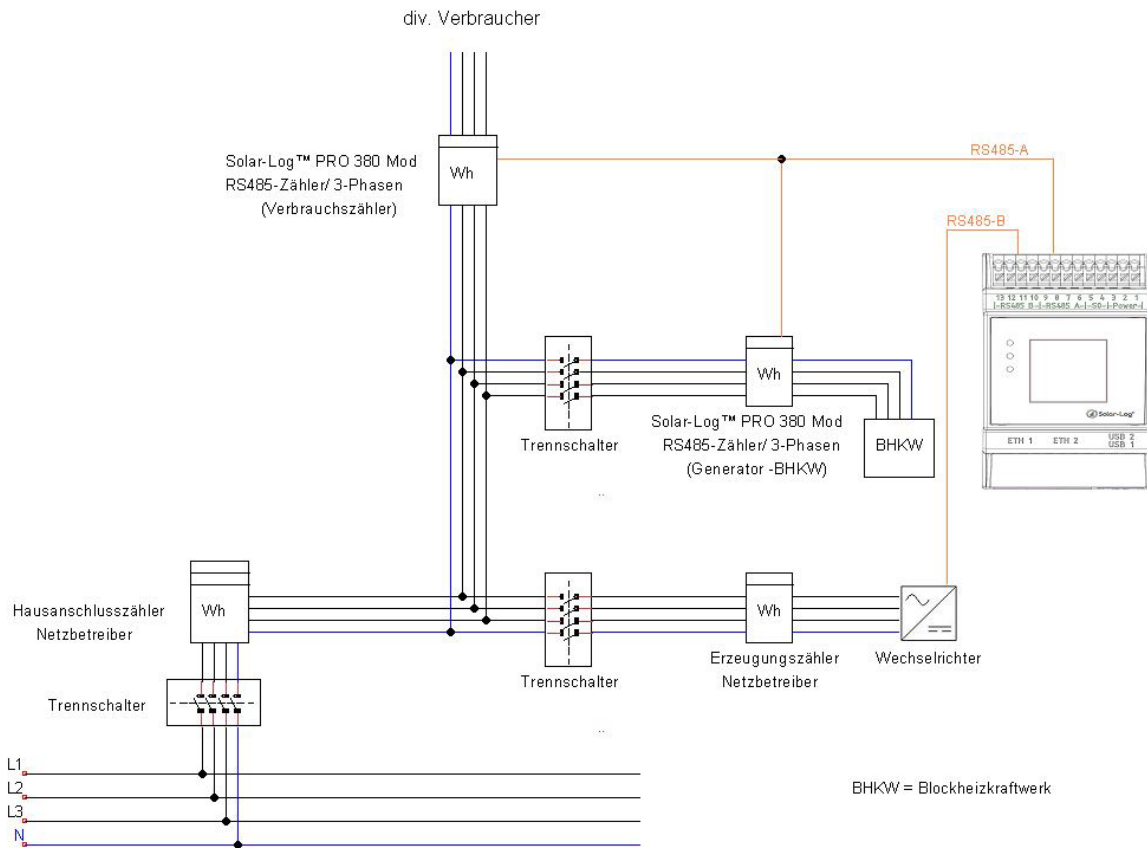 div. Verbraucher
Solar-Log™ PRO 380 Mod
RS485-Zähler/ 3-Phasen
(Verbrauchszähler)
Wh
RS485-A
RS485-B
13 12 11 10 9 8 7 6 5 4 3 2 1
|-RS485 B-|-RS485 A-|-S0-|-Power-|
Solar-Log®
ETH 1 ETH 2 USB 2
USB 1
Trennschalter
Wh
Solar-Log™ PRO 380 Mod
RS485-Zähler/ 3-Phasen
(Generator -BHKW)
BHKW
..
Hausanschlusszähler
Netzbetreiber
Wh
Trennschalter
Wh
Erzeugungszähler
Netzbetreiber
Wechselrichter
Trennschalter
..
L1
L2
L3
N
BHKW = Blockheizkraftwerk